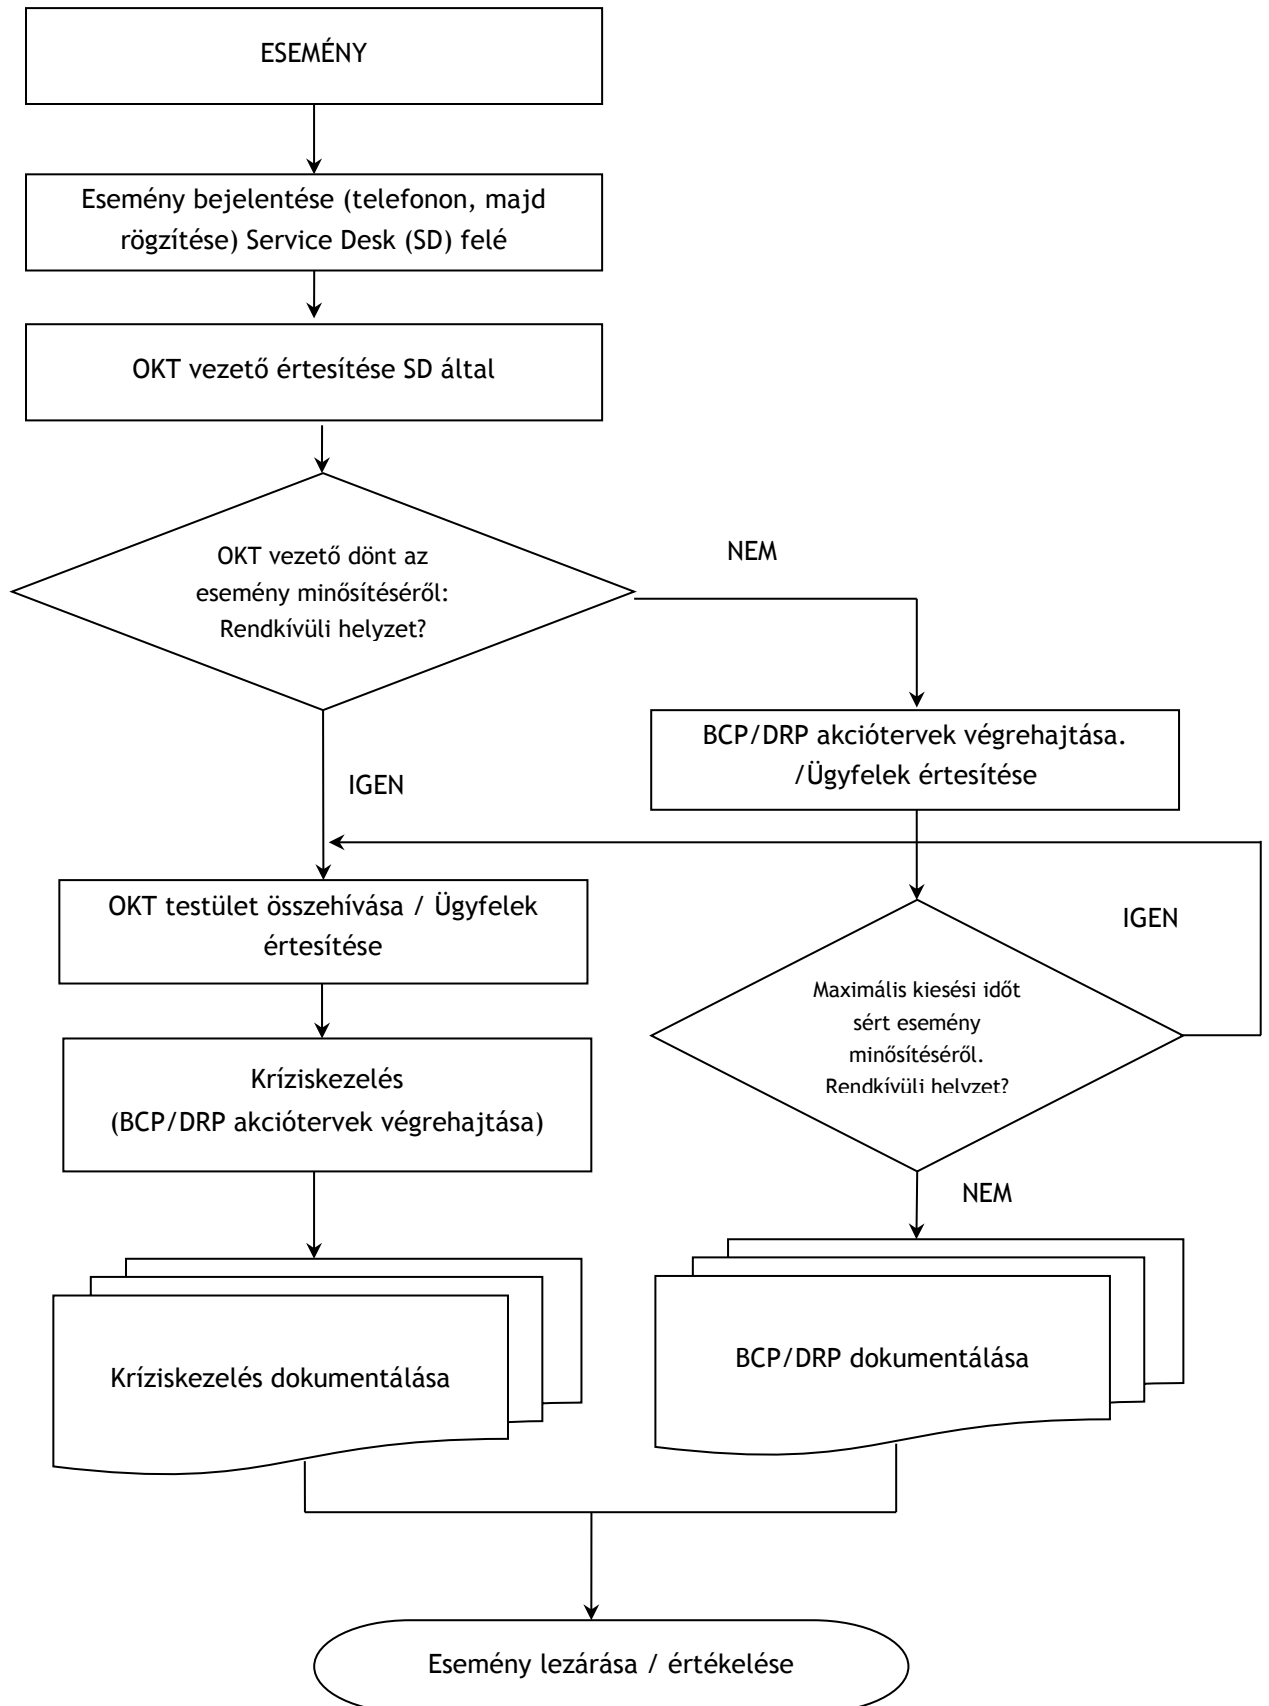 ESEMÉNY
Esemény bejelentése (telefonon, majd
rögzítése) Service Desk (SD) felé
OKT vezető értesítése SD által
OKT vezető dönt az
esemény minősítéséről:
Rendkívüli helyzet?
NEM
BCP/DRP akciótervek végrehajtása.
/Ügyfelek értesítése
IGEN
OKT testület összehívása / Ügyfelek
értesítése
IGEN
Maximális kiesési időt
sért esemény
minősítéséről.
Rendkívüli helyzet?
Kríziskezelés
(BCP/DRP akciótervek végrehajtása)
NEM
Kríziskezelés dokumentálása
BCP/DRP dokumentálása
Esemény lezárása / értékelése